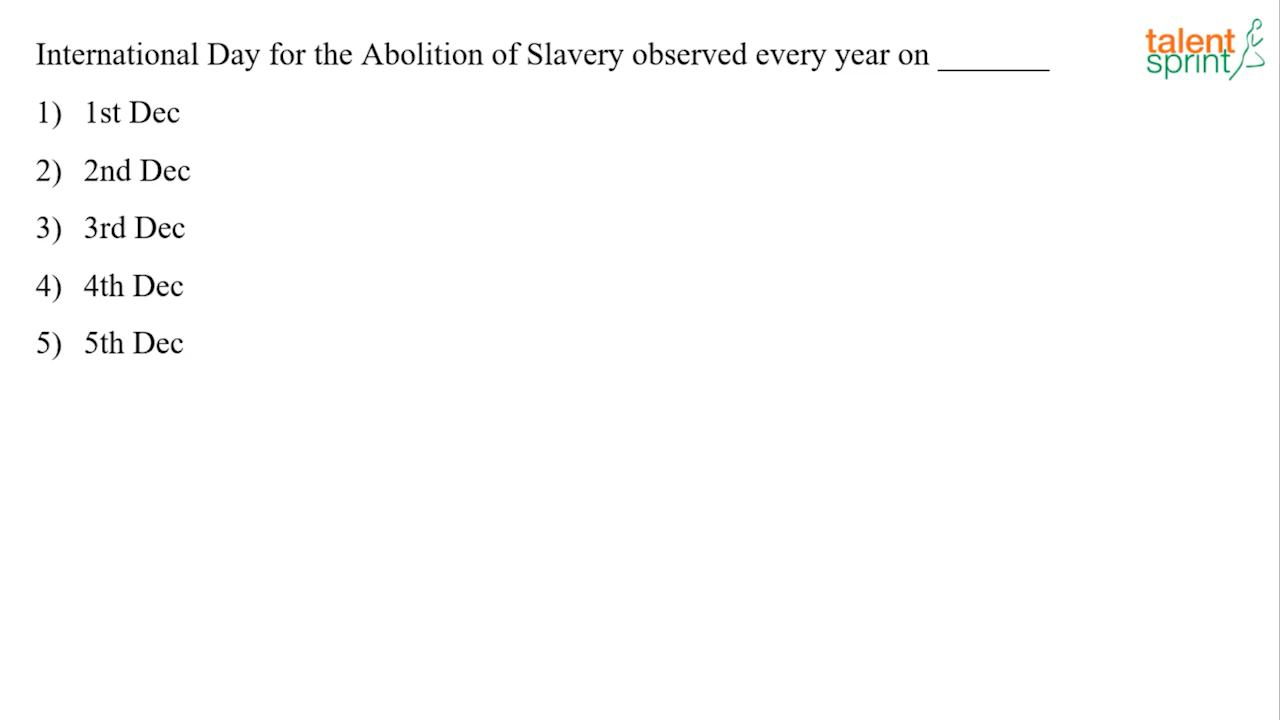 International Day for the Abolition of Slavery observed every year on _______
1) 1st Dec
2) 2nd Dec
3) 3rd Dec
4) 4th Dec
5) 5th Dec
talent
sprint